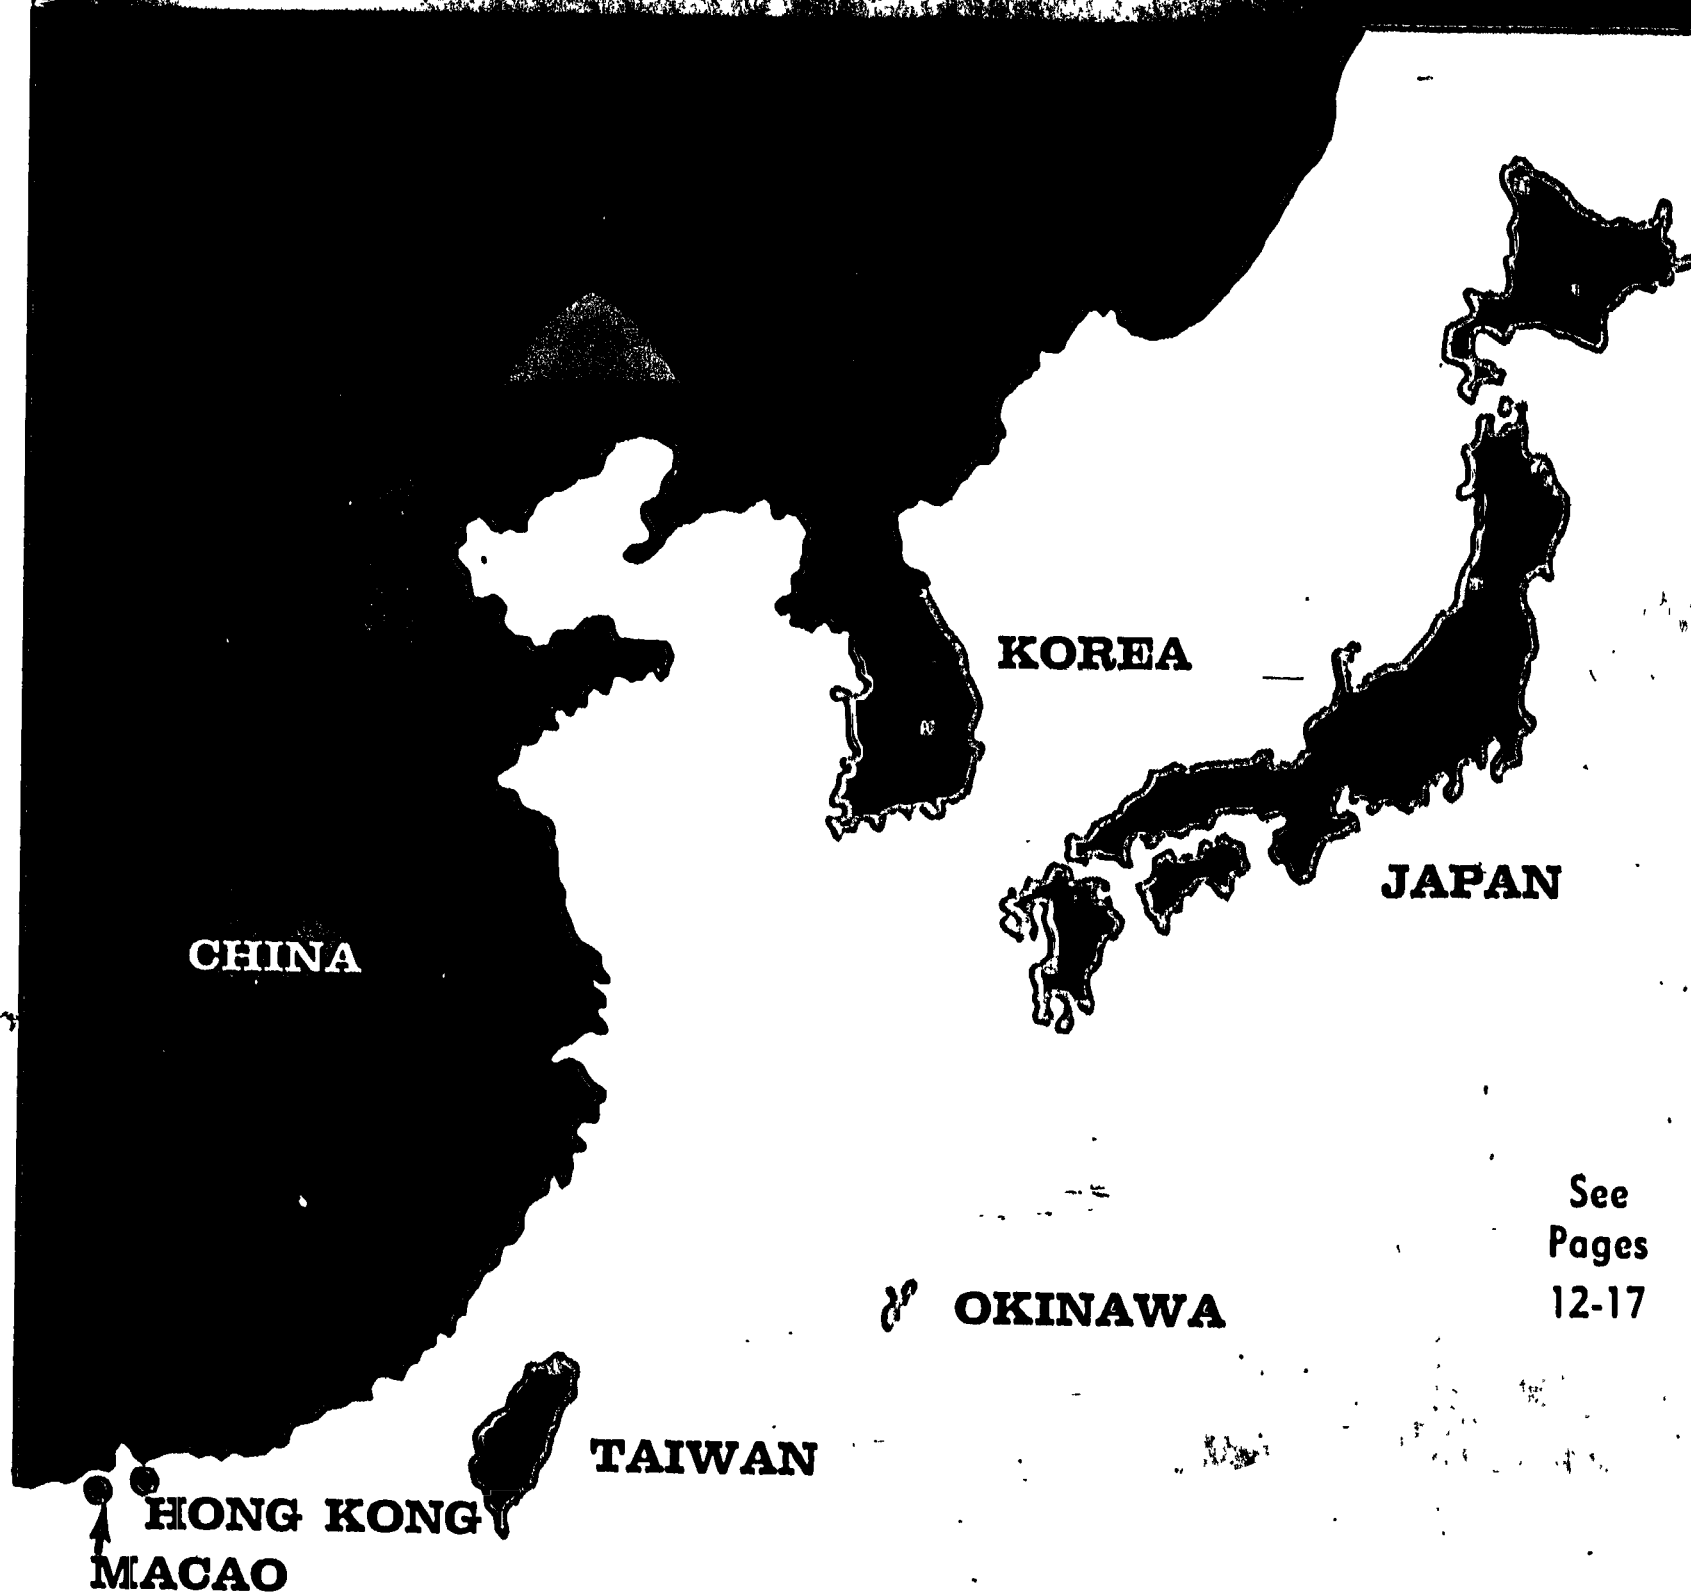 KOREA
JAPAN
CHINA
See
Pages
12-17
OKINAWA
TAIWAN
HONG KONG
MACAO